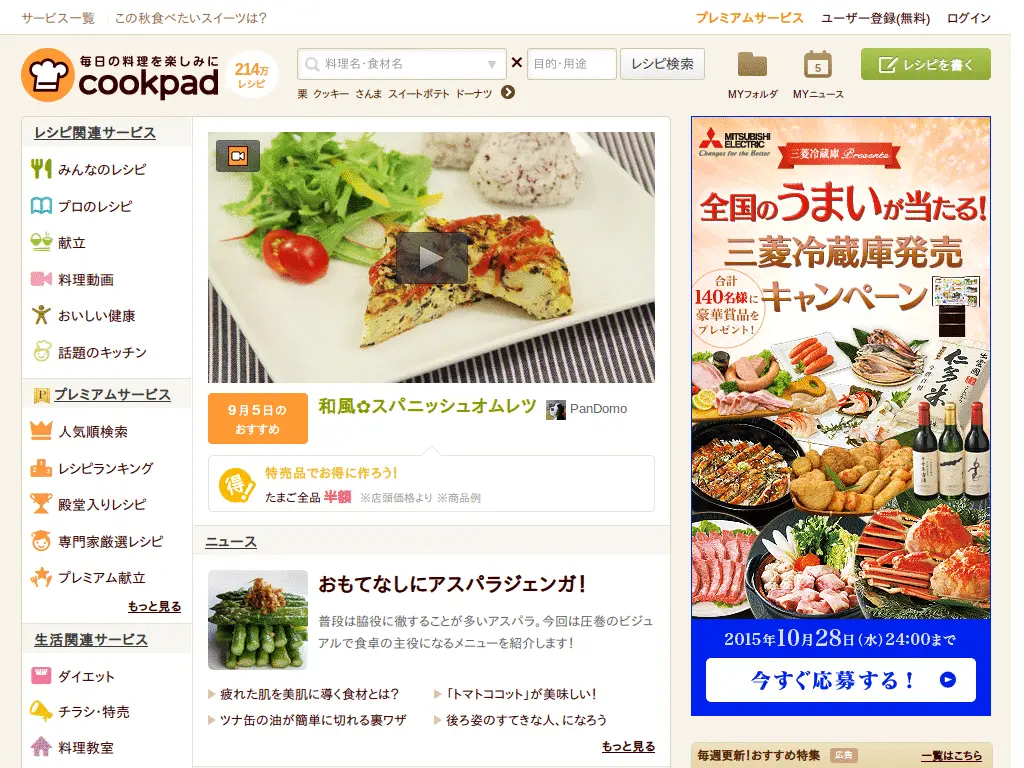 サービス一覧 この秋食べたいスイーツは?
プレミアムサービス ユーザー登録(無料) ログイン
毎日の料理を楽しみに
cookpad
214万
レシピ
料理名・食材名
×
目的・用途
レシピ検索
栗 クッキー さんま スイートポテト ドーナツ
MYフォルダ
5
MYニュース
レシピを書く
レシピ関連サービス
みんなのレシピ
プロのレシピ
献立
料理動画
おいしい健康
話題のキッチン
P プレミアムサービス
人気順検索
レシピランキング
殿堂入りレシピ
専門家厳選レシピ
プレミアム献立
もっと見る
生活関連サービス
ダイエット
チラシ・特売
料理教室
9月5日の
おすすめ
和風✿スパニッシュオムレツ
PanDomo
得!
特売品でお得に作ろう!
たまご全品 半額 ※店頭価格より ※商品例
ニュース
おもてなしにアスパラジェンガ!
普段は脇役に徹することが多いアスパラ。今回は圧巻のビジュ
アルで食卓の主役になるメニューを紹介します!
疲れた肌を美肌に導く食材とは?
「トマトココット」が美味しい!
ツナ缶の油が簡単に切れる裏ワザ
後ろ姿のすてきな人、になろう
もっと見る
MITSUBISHI
ELECTRIC
Changes for the Better
三菱冷蔵庫 Presents
全国のうまいが当たる!
三菱冷蔵庫発売
キャンペーン
合計
140名様に
豪華賞品を
プレゼント!
仁多米
2015年10月28日(水)24:00まで
今すぐ応募する!
毎週更新!おすすめ特集 広告 一覧はこちら